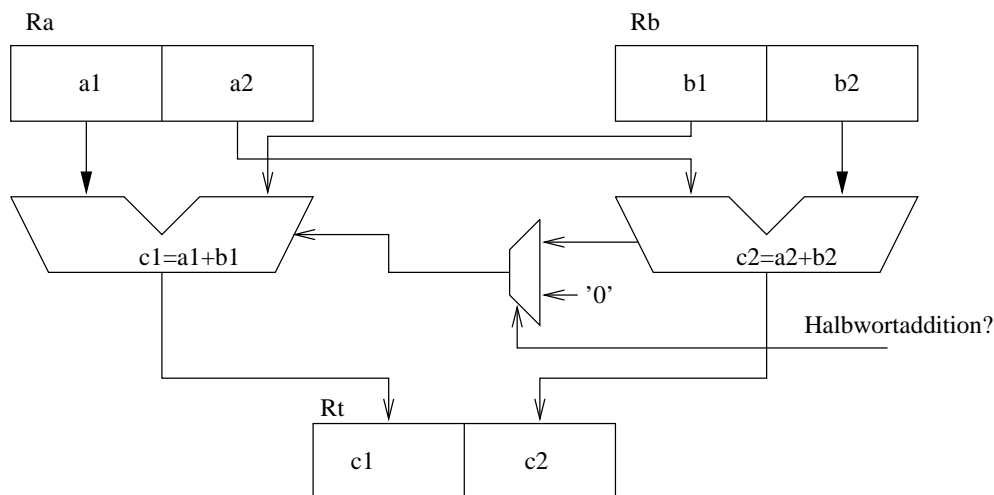 Ra
Rb
a1
a2
b1
b2
c1=a1+b1
c2=a2+b2
’0’
Halbwortaddition?
Rt
c1
c2